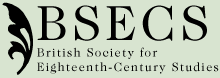 BSECS
British Society for
Eighteenth-Century Studies